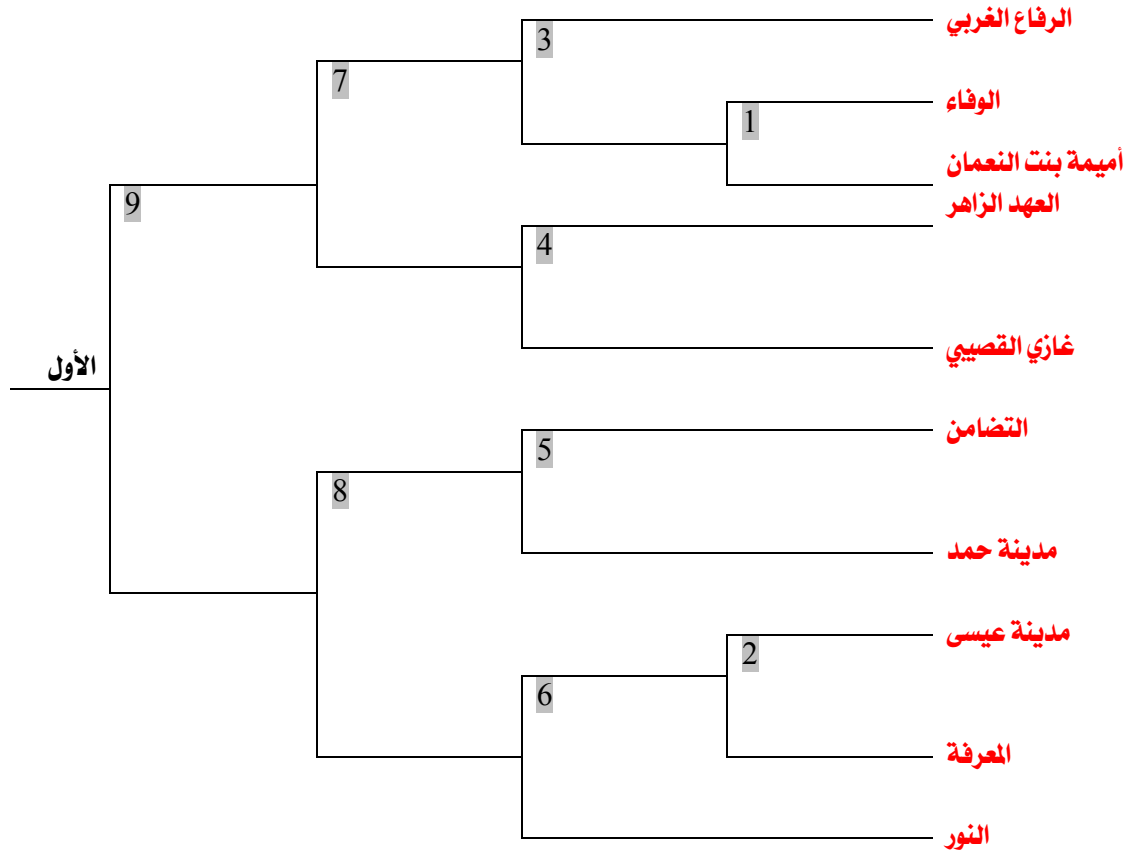 الرفاع الغربي
3
7
الوفاء
1
أميمة بنت النعمان
العهد الزاهر
9
4
غازي القصيبي
الأول
التضامن
5
8
مدينة حمد
مدينة عيسى
2
6
المعرفة
النور